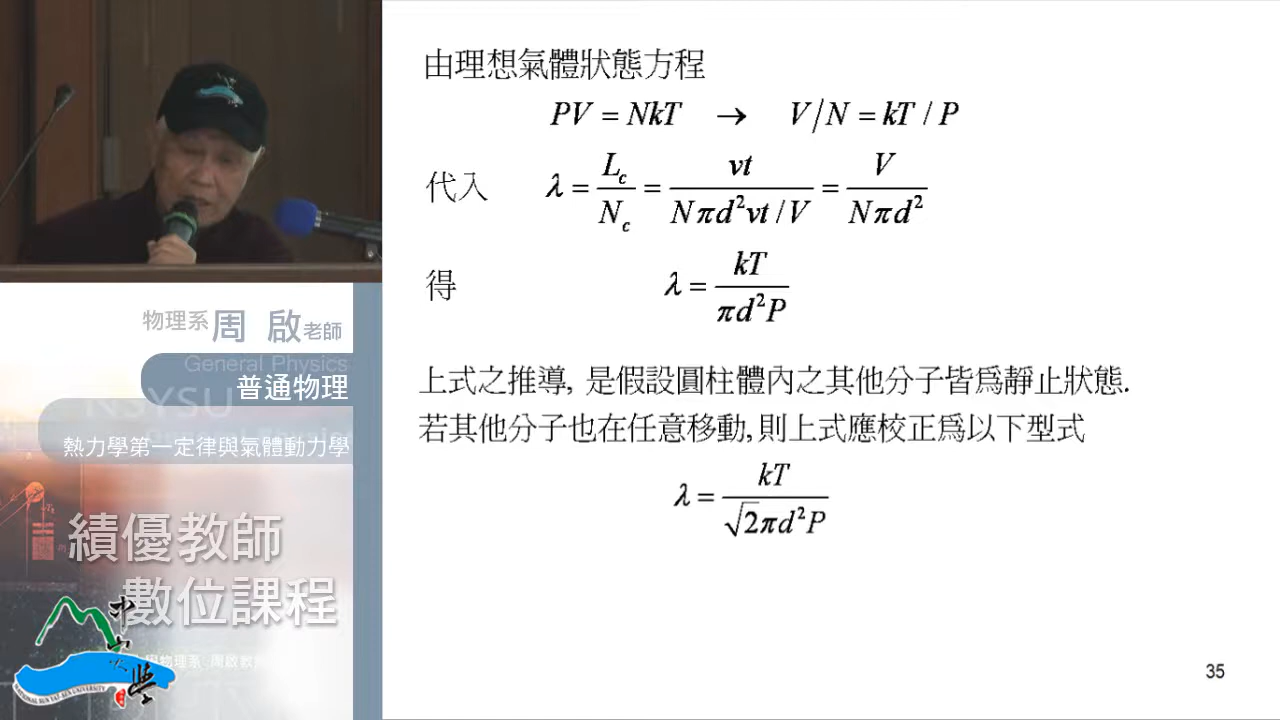 由理想氣體狀態方程
PV = NkT → V/N = kT / P
代入 λ = L_c / N_c = vt / (Nπd²vt / V) = V / (Nπd²)
得 λ = kT / (πd²P)
上式之推導, 是假設圓柱體內之其他分子皆為靜止狀態.
若其他分子也在任意移動, 則上式應校正為以下型式
λ = kT / (√2πd²P)
35
物理系 周 啟 老師
General Physics
普通物理
NSYSU
熱力學第一定律與氣體動力學
績優教師
數位課程
NATIONAL SUN YAT-SEN UNIVERSITY